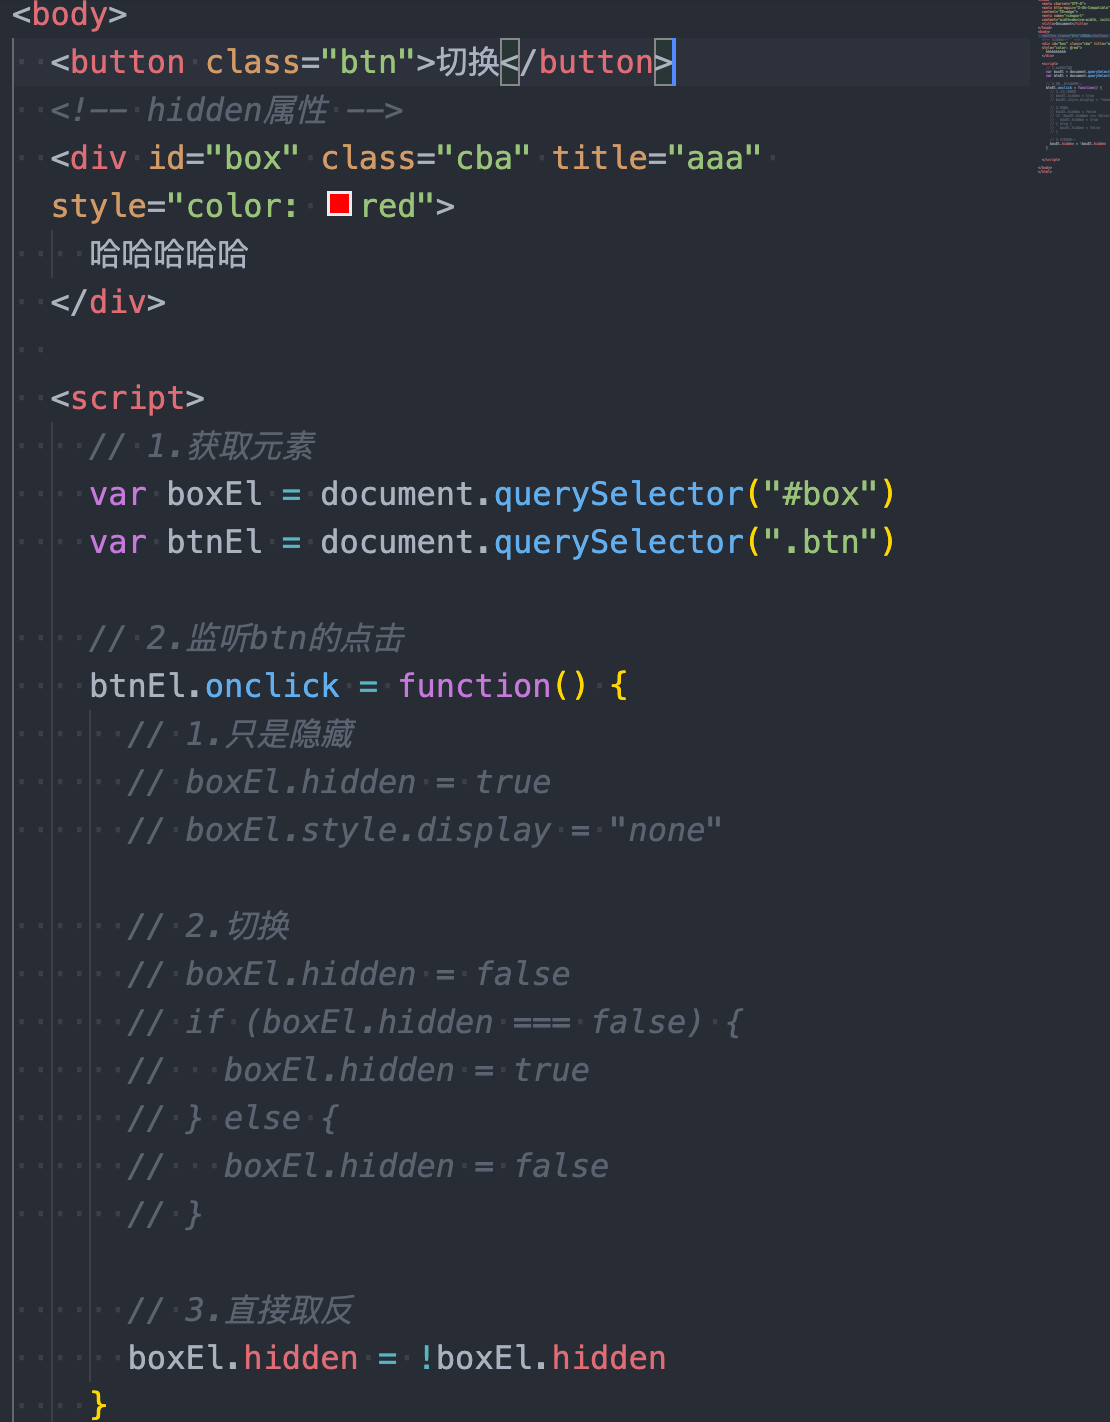 <body>
<button class="btn">切换</button>
<!-- hidden属性 -->
<div id="box" class="cba" title="aaa"
style="color: red">
哈哈哈哈哈
</div>
<script>
// 1.获取元素
var boxEl = document.querySelector("#box")
var btnEl = document.querySelector(".btn")
// 2.监听btn的点击
btnEl.onclick = function() {
// 1.只是隐藏
// boxEl.hidden = true
// boxEl.style.display = "none"
// 2.切换
// boxEl.hidden = false
// if (boxEl.hidden === false) {
//   boxEl.hidden = true
// } else {
//   boxEl.hidden = false
// }
// 3.直接取反
boxEl.hidden = !boxEl.hidden
}